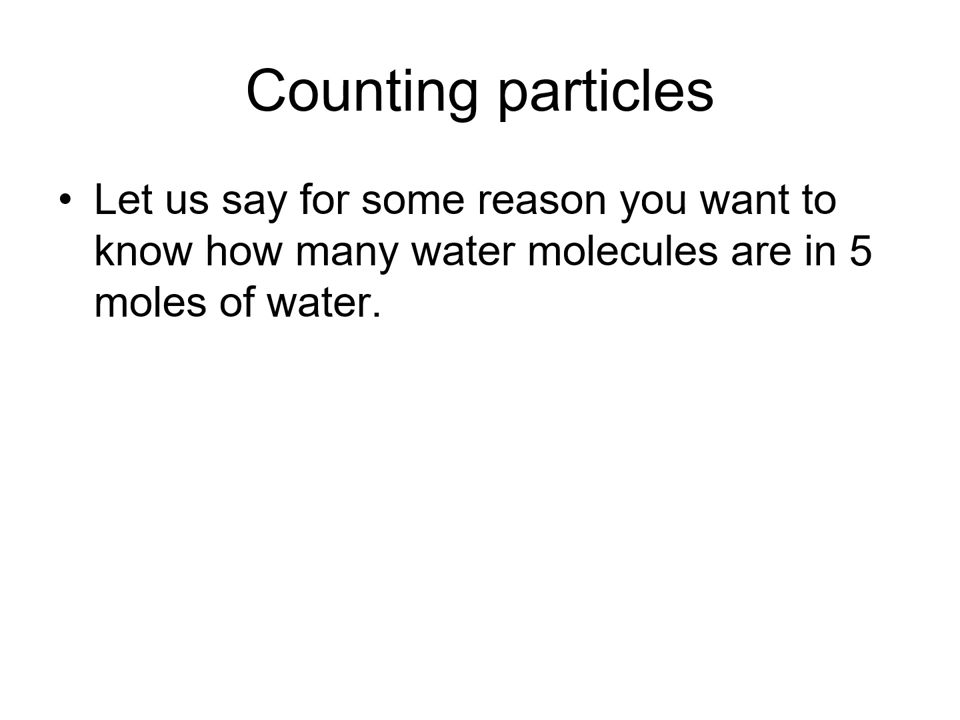 Counting particles
• Let us say for some reason you want to
know how many water molecules are in 5
moles of water.